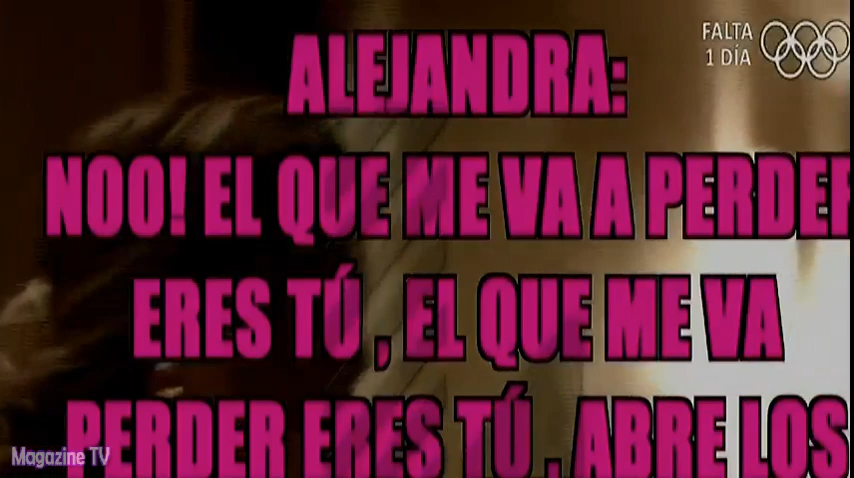 FALTA
1 DÍA
ALEJANDRA:
NOO! EL QUE ME VA A PERDER
ERES TÚ , EL QUE ME VA
PERDER ERES TÚ , ABRE LOS
Magazine TV